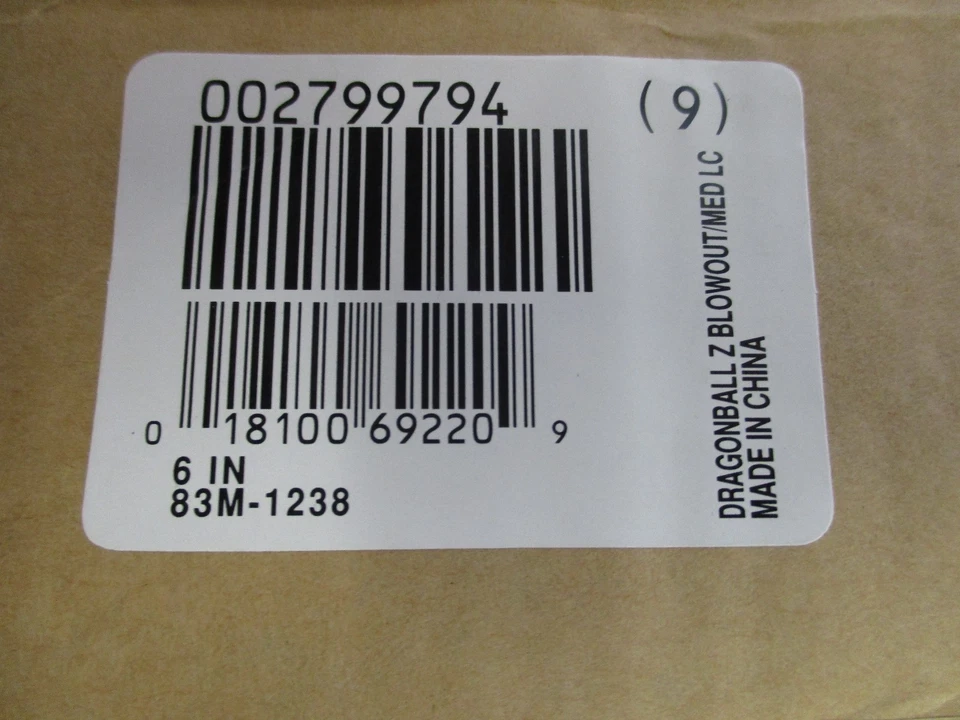 002799794
(9)
0 18100 69220 9
6 IN
83M-1238
DRAGONBALL Z BLOWOUT/MED LC
MADE IN CHINA